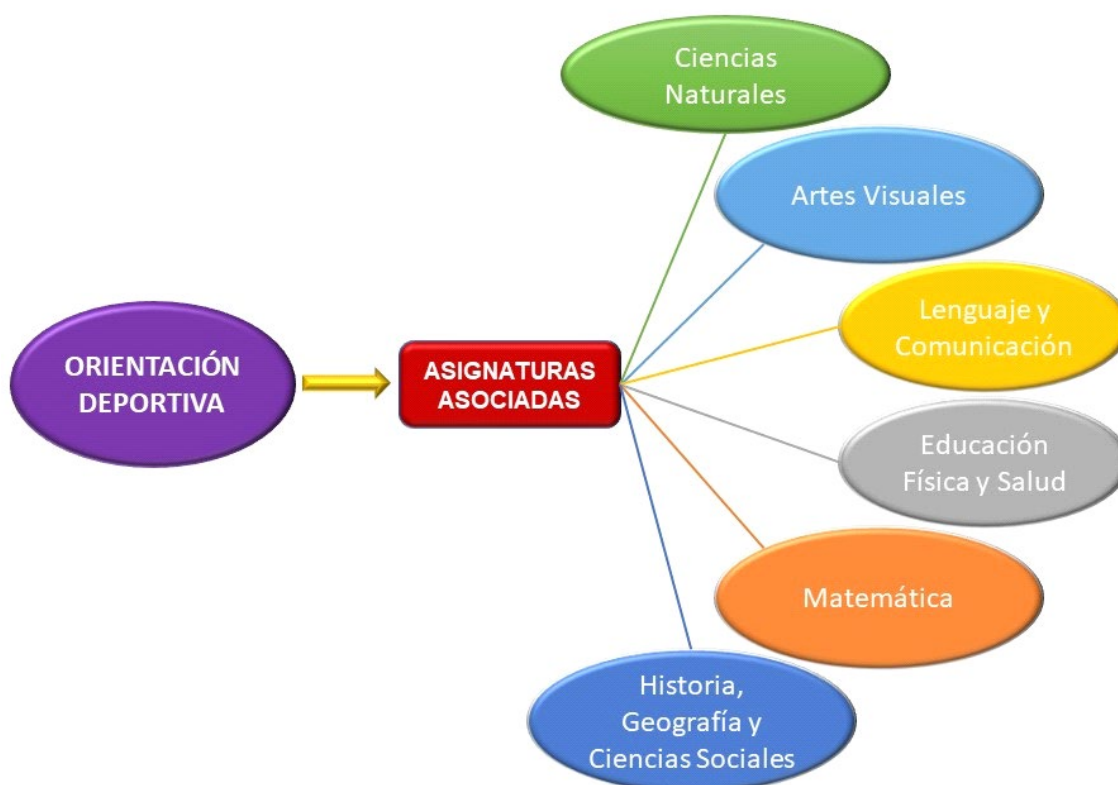 Ciencias
Naturales
Artes Visuales
Lenguaje y
Comunicación
ORIENTACIÓN
DEPORTIVA
ASIGNATURAS
ASOCIADAS
Educación
Física y Salud
Matemática
Historia,
Geografía y
Ciencias Sociales